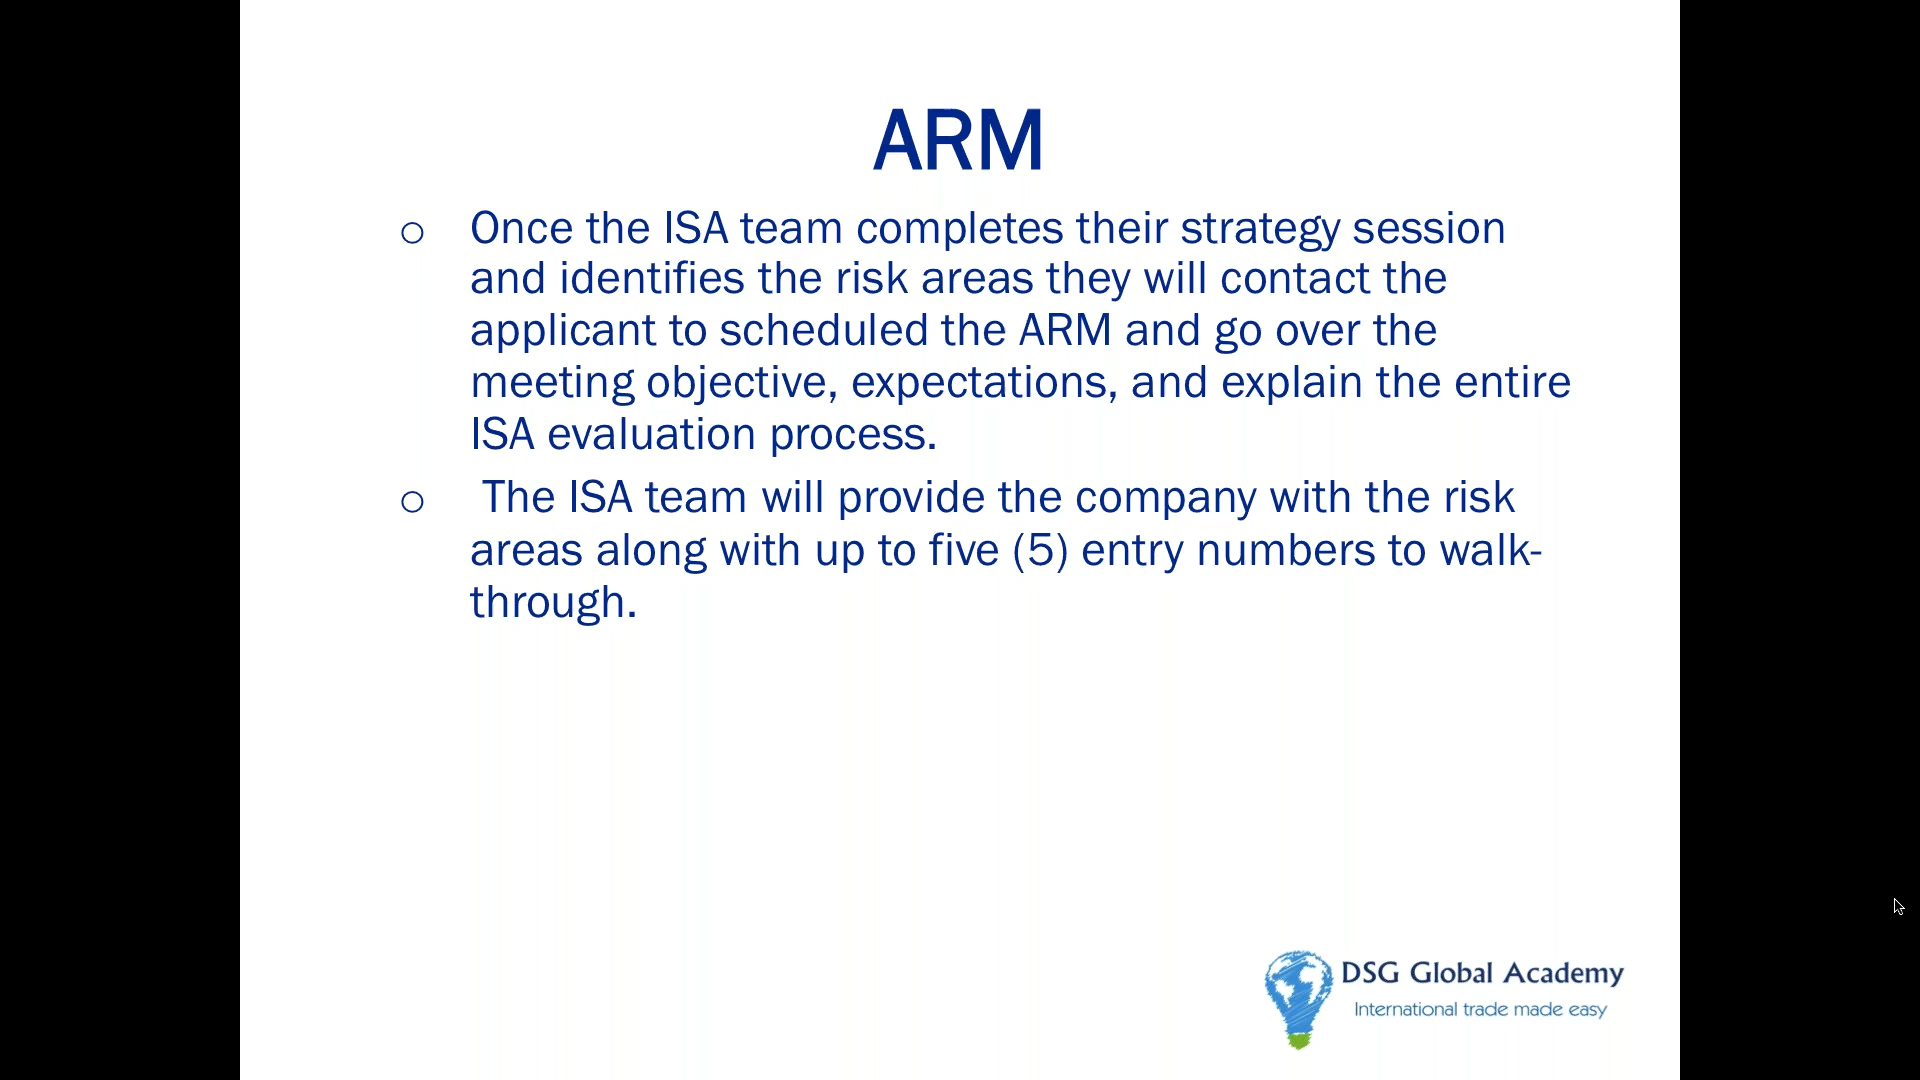 ARM
Once the ISA team completes their strategy session
and identifies the risk areas they will contact the
applicant to scheduled the ARM and go over the
meeting objective, expectations, and explain the entire
ISA evaluation process.
The ISA team will provide the company with the risk
areas along with up to five (5) entry numbers to walk-
through.
DSG Global Academy
International trade made easy